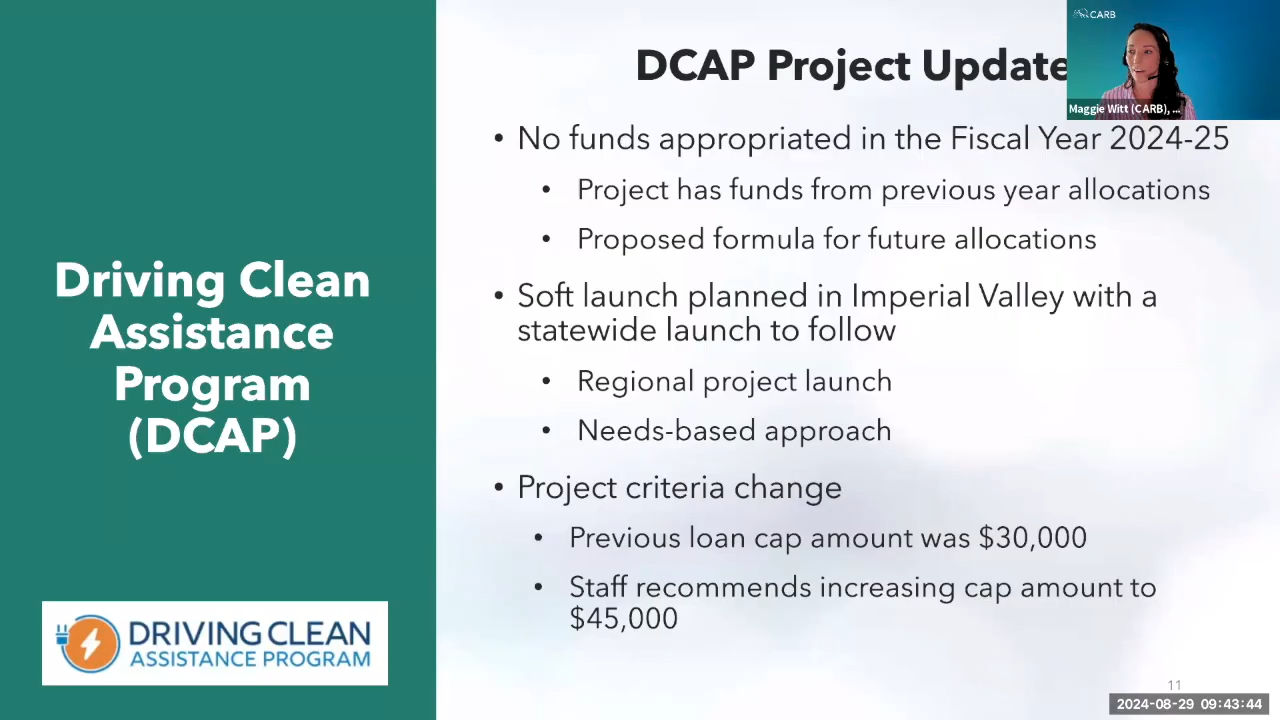 DCAP Project Update
CARB
Maggie Witt (CARB), ...
Driving Clean
Assistance
Program
(DCAP)
• No funds appropriated in the Fiscal Year 2024-25
• Project has funds from previous year allocations
• Proposed formula for future allocations
• Soft launch planned in Imperial Valley with a
statewide launch to follow
• Regional project launch
• Needs-based approach
• Project criteria change
• Previous loan cap amount was $30,000
• Staff recommends increasing cap amount to
$45,000
DRIVING CLEAN
ASSISTANCE PROGRAM
11
2024-08-29 09:43:44